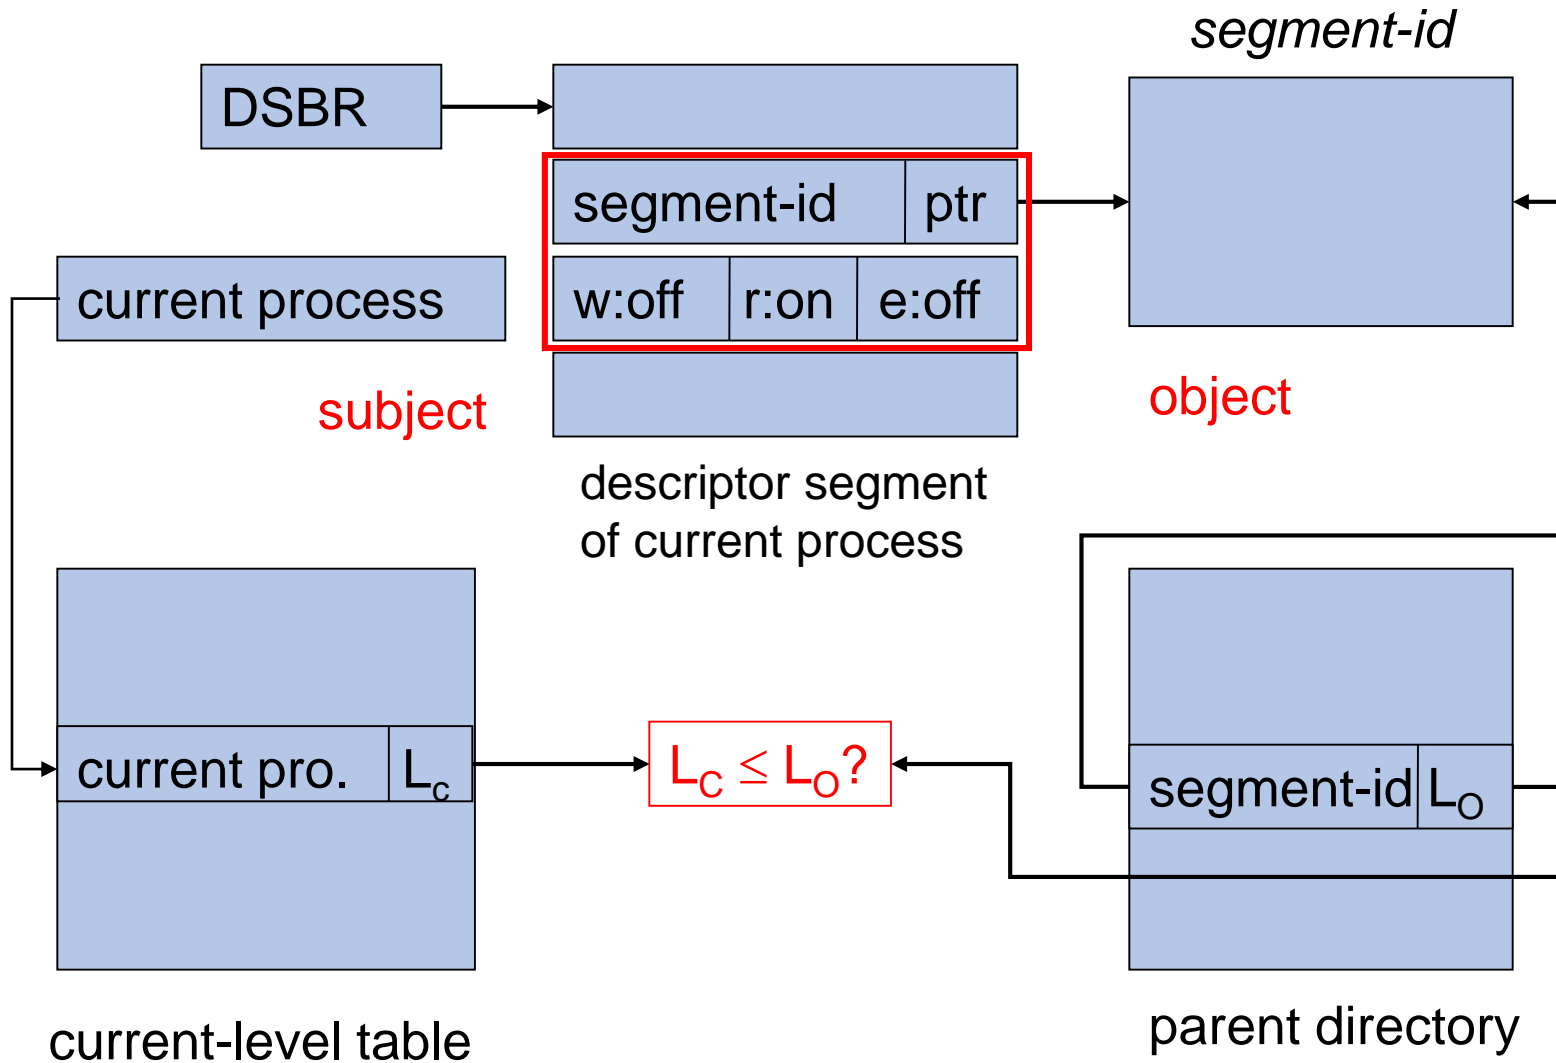 segment-id
DSBR
segment-id ptr
current process
w:off r:on e:off
subject
object
descriptor segment
of current process
current pro. Lc
LC ≤ LO?
segment-id LO
current-level table
parent directory